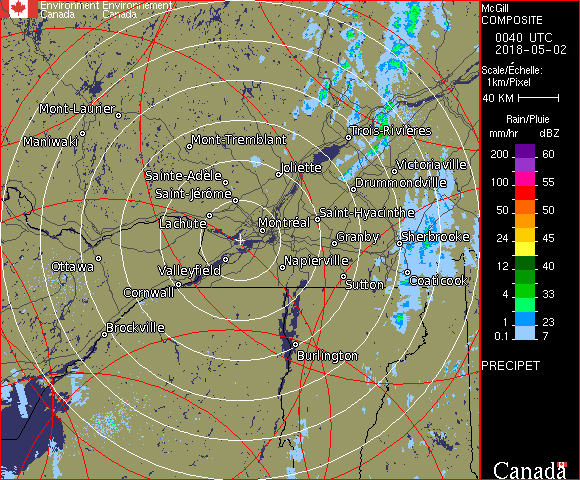 Environment Environnement
Canada Canada
McGill
COMPOSITE
0040 UTC
2018-05-02
Scale/Échelle:
1km/Pixel
40 KM
Rain/Pluie
mm/hr dBZ
200 60
100 55
50 50
24 45
12 40
4 33
1 23
0.1 7
PRECIPET
Canada
Mont-Laurier
Maniwaki
Mont-Tremblant
Trois-Rivières
Joliette
Victoriaville
Sainte-Adèle
Drummondville
Saint-Jérôme
Lachute
Saint-Hyacinthe
Montréal
Granby
Sherbrooke
Ottawa
Valleyfield
Napierville
Coaticook
Sutton
Cornwall
Brockville
Burlington